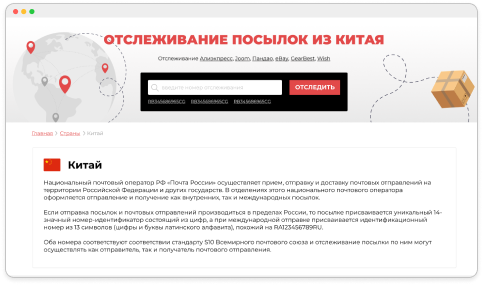 ОТСЛЕЖИВАНИЕ ПОСЫЛОК ИЗ КИТАЯ
Отслеживание Алиэкспресс, Joom, Пандао, eBay, GearBest, Wish
Введите номер отслеживания
ОТСЛЕДИТЬ
Главная > Страны > Китай
Китай
Национальный почтовый оператор РФ «Почта России» осуществляет прием, отправку и доставку почтовых отправлений на
территории Российской Федерации и других государств. В отделениях этого национального почтового оператора
оформляется отправление и получение как внутренних, так и международных посылок.
Если отправка посылок и почтовых отправлений производиться в пределах России, то посылке присваивается уникальный 14-
значный номер-идентификатор состоящий из цифр, а при международной отправке присваивается идентификационный
номер из 13 символов (цифры и буквы латинского алфавита), похожий на RA123456789RU.
Оба номера соответствуют соответствии стандарту S10 Всемирного почтового союза и отслеживание посылки по ним могут
осуществлять как отправитель, так и получатель почтового отправления.